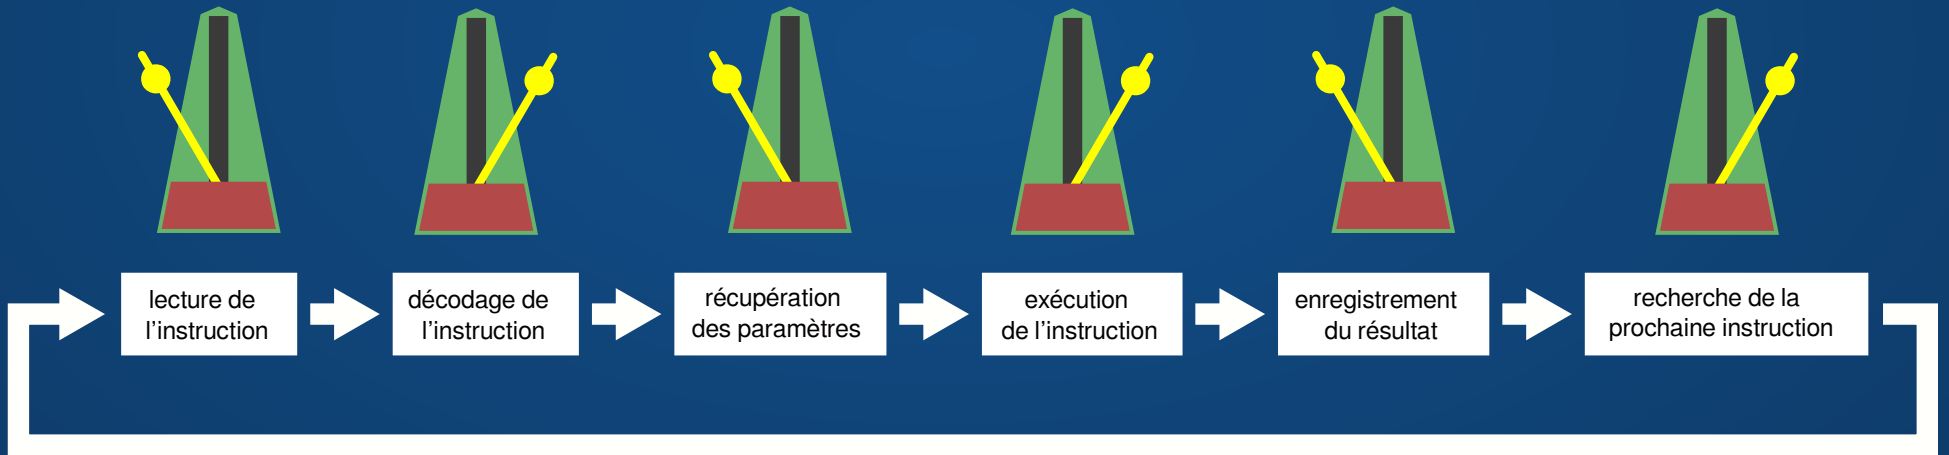 lecture de
l’instruction
décodage de
l’instruction
récupération
des paramètres
exécution
de l’instruction
enregistrement
du résultat
recherche de la
prochaine instruction